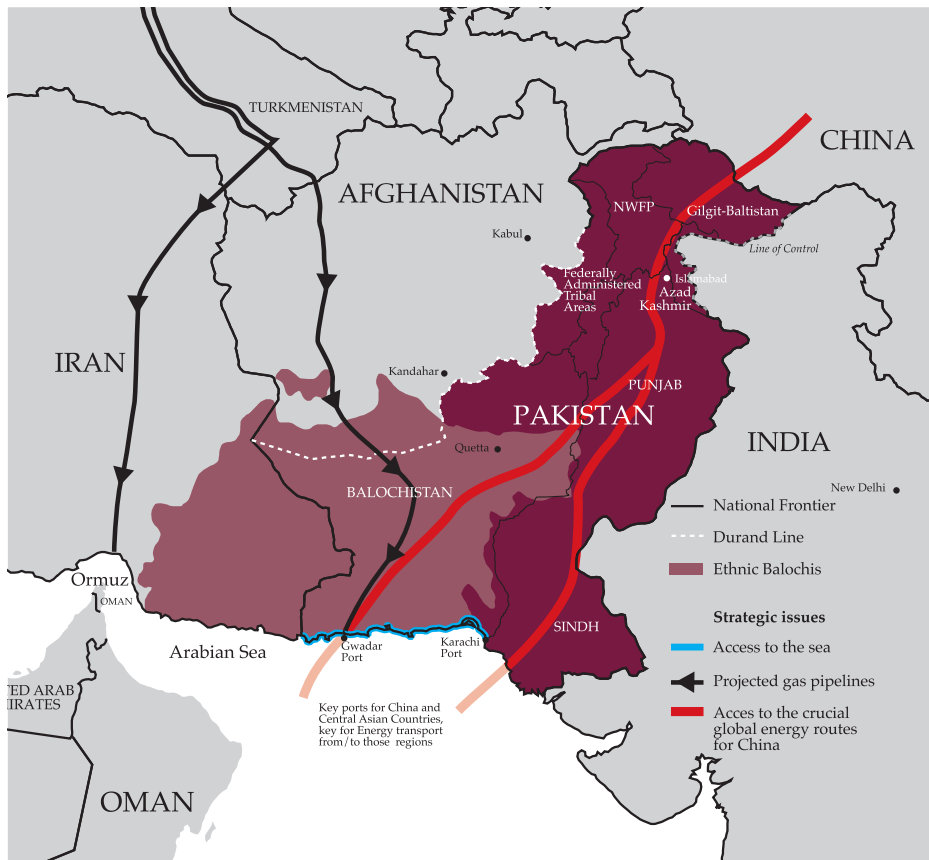 TURKMENISTAN
CHINA
AFGHANISTAN
NWFP
Gilgit-Baltistan
Kabul
Line of Control
Federally
Administered
Tribal
Areas
Islamabad
Azad
Kashmir
IRAN
Kandahar
PUNJAB
PAKISTAN
INDIA
Quetta
BALOCHISTAN
New Delhi
National Frontier
Durand Line
Ethnic Balochis
Ormuz
OMAN
Strategic issues
SINDH
Access to the sea
Arabian Sea
Gwadar
Port
Karachi
Port
TED ARAB
IRATES
Projected gas pipelines
Key ports for China and
Central Asian Countries,
key for Energy transport
from/to those regions
Acces to the crucial
global energy routes
for China
OMAN